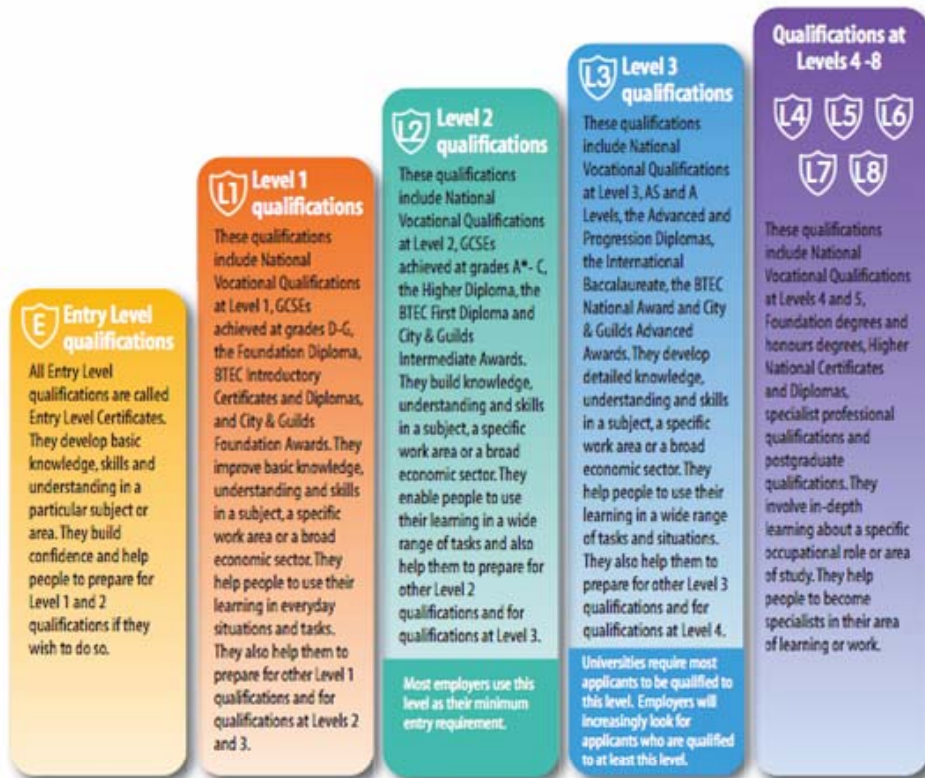 E
Entry Level
qualifications
All Entry Level
qualifications are called
Entry Level Certificates.
They develop basic
knowledge, skills and
understanding in a
particular subject or
area. They build
confidence and help
people to prepare for
Level 1 and 2
qualifications if they
wish to do so.
L1
Level 1
qualifications
These qualifications
include National
Vocational Qualifications
at Level 1, GCSEs
achieved at grades D-G,
the Foundation Diploma,
BTEC Introductory
Certificates and Diplomas,
and City & Guilds
Foundation Awards. They
improve basic knowledge,
understanding and skills
in a subject, a specific
work area or a broad
economic sector. They
help people to use their
learning in everyday
situations and tasks.
They also help them to
prepare for other Level 1
qualifications and for
qualifications at Levels 2
and 3.
L2
Level 2
qualifications
These qualifications
include National
Vocational Qualifications
at Level 2, GCSEs
achieved at grades A*- C,
the Higher Diploma, the
BTEC First Diploma and
City & Guilds
Intermediate Awards.
They build knowledge,
understanding and skills
in a subject, a specific
work area or a broad
economic sector. They
enable people to use
their learning in a wide
range of tasks and also
help them to prepare for
other Level 2
qualifications and for
qualifications at Level 3.
Most employers use this
level as their minimum
entry requirement.
L3
Level 3
qualifications
These qualifications
include National
Vocational Qualifications
at Level 3, AS and A
Levels, the Advanced and
Progression Diplomas,
the International
Baccalaureate, the BTEC
National Award and City
& Guilds Advanced
Awards. They develop
detailed knowledge,
understanding and skills
in a subject, a specific
work area or a broad
economic sector. They
help people to use their
learning in a wide range
of tasks and situations.
They also help them to
prepare for other Level 3
qualifications and for
qualifications at Level 4.
Universities require most
applicants to be qualified to
this level. Employers will
increasingly look for
applicants who are qualified
to at least this level.
Qualifications at
Levels 4 -8
L4 L5 L6
L7 L8
These qualifications
include National
Vocational Qualifications
at Levels 4 and 5,
Foundation degrees and
honours degrees, Higher
National Certificates
and Diplomas,
specialist professional
qualifications and
postgraduate
qualifications. They
involve in-depth
learning about a specific
occupational role or area
of study. They help
people to become
specialists in their area
of learning or work.